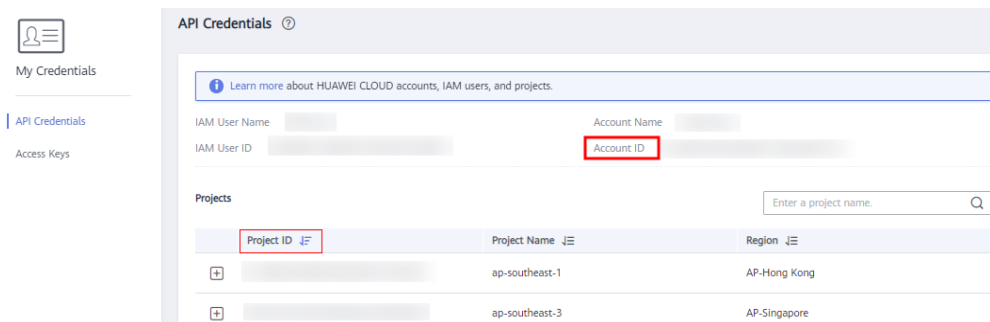 API Credentials
My Credentials
Learn more about HUAWEI CLOUD accounts, IAM users, and projects.
API Credentials
IAM User Name
Account Name
Access Keys
IAM User ID
Account ID
Projects
Enter a project name.
Project ID
Project Name
Region
ap-southeast-1
AP-Hong Kong
ap-southeast-3
AP-Singapore